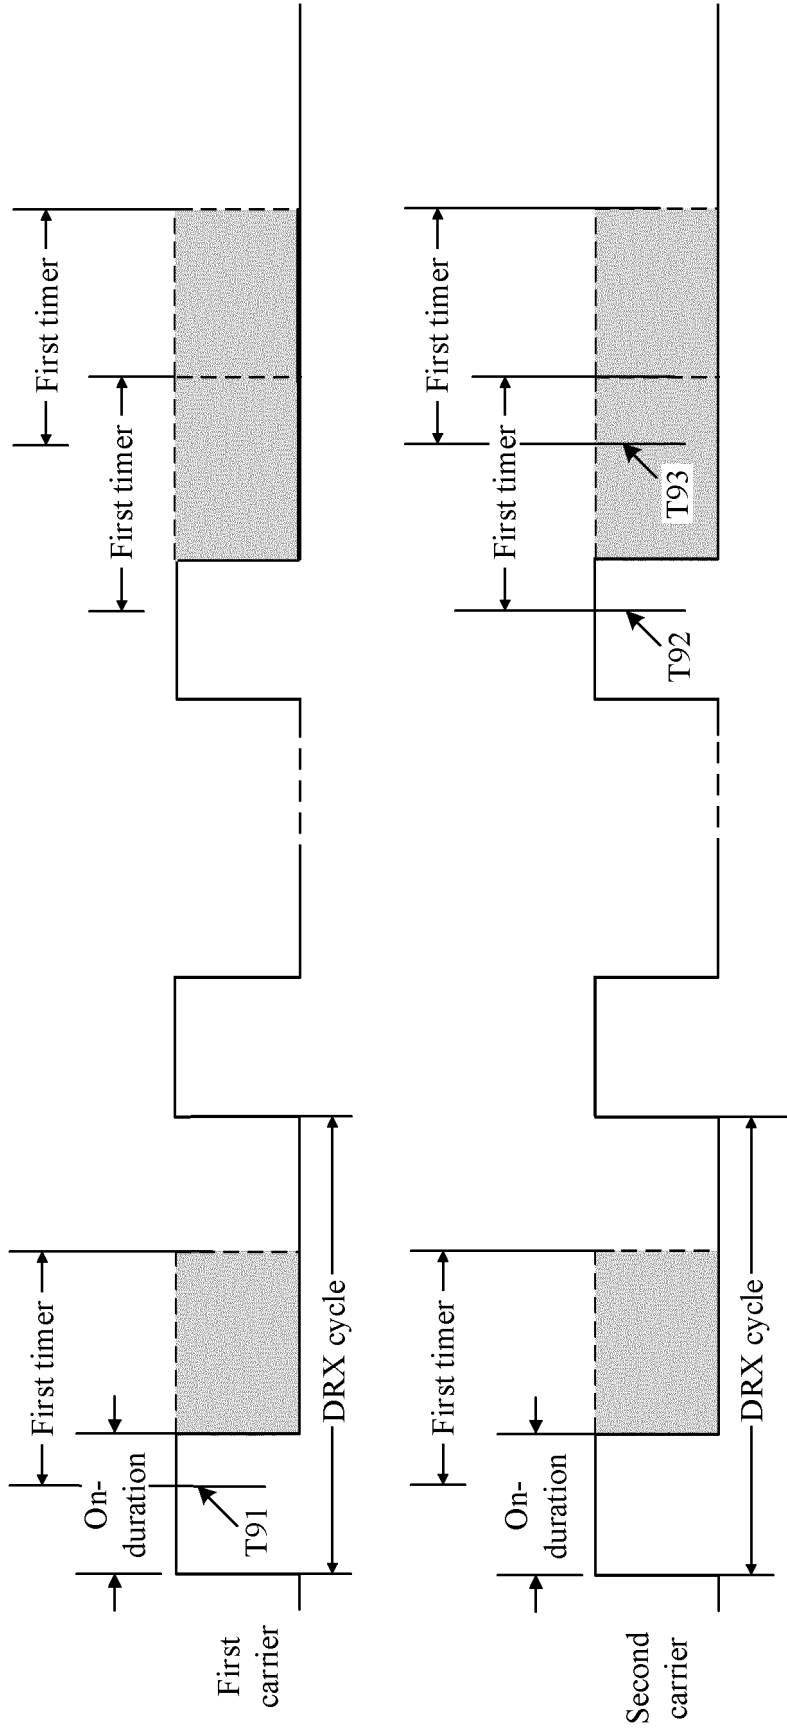 First timer
First timer
First timer
On-
duration
T91
DRX cycle
First
carrier
First timer
First timer
First timer
T93
T92
On-
duration
DRX cycle
Second
carrier